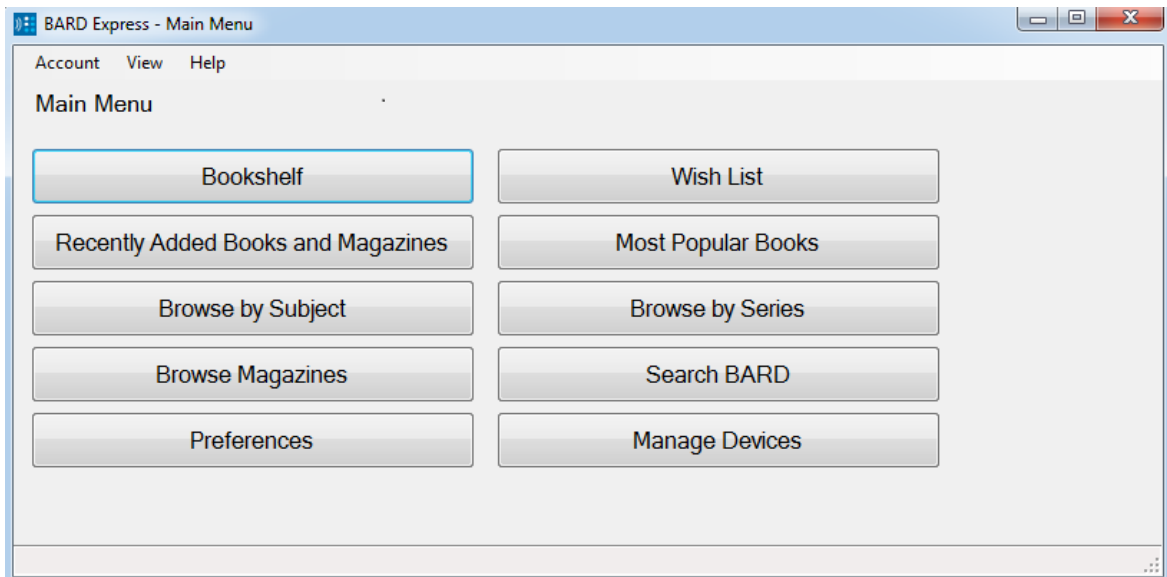 BARD Express - Main Menu
Account View Help
Main Menu
Bookshelf Wish List
Recently Added Books and Magazines Most Popular Books
Browse by Subject Browse by Series
Browse Magazines Search BARD
Preferences Manage Devices